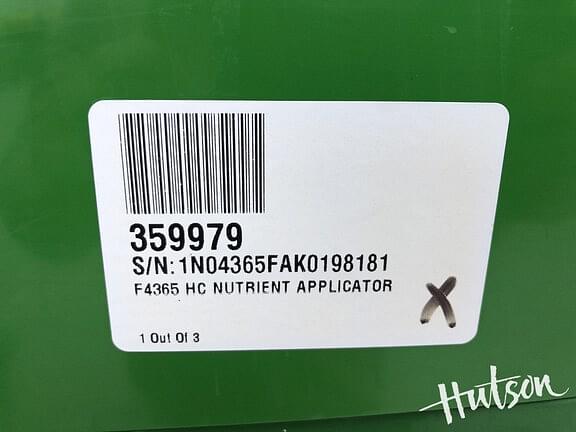 359979
S/N: 1N04365FAK0198181
F4365 HC NUTRIENT APPLICATOR
X
1 Out Of 3
Hutson